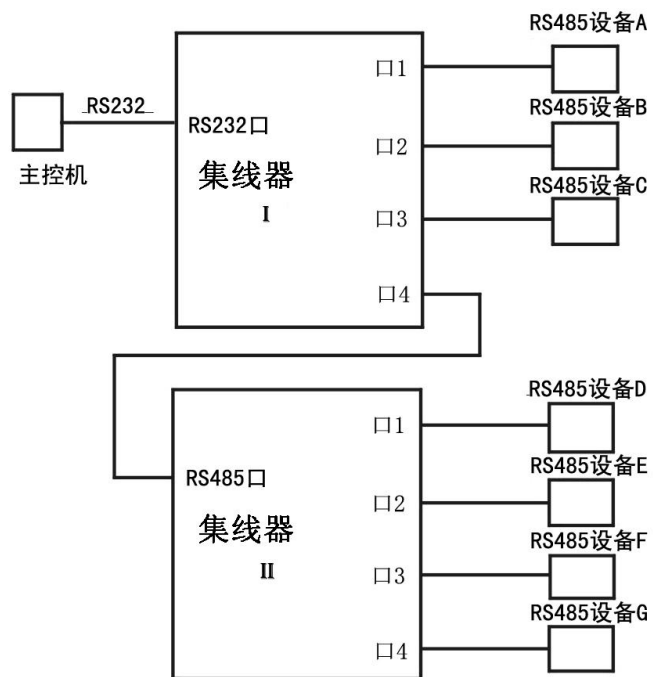 RS485设备A
口1
RS232
RS232口
RS485设备B
主控机
集线器
口2
I
RS485设备C
口3
口4
RS485设备D
口1
RS485口
RS485设备E
集线器
口2
II
RS485设备F
口3
RS485设备G
口4